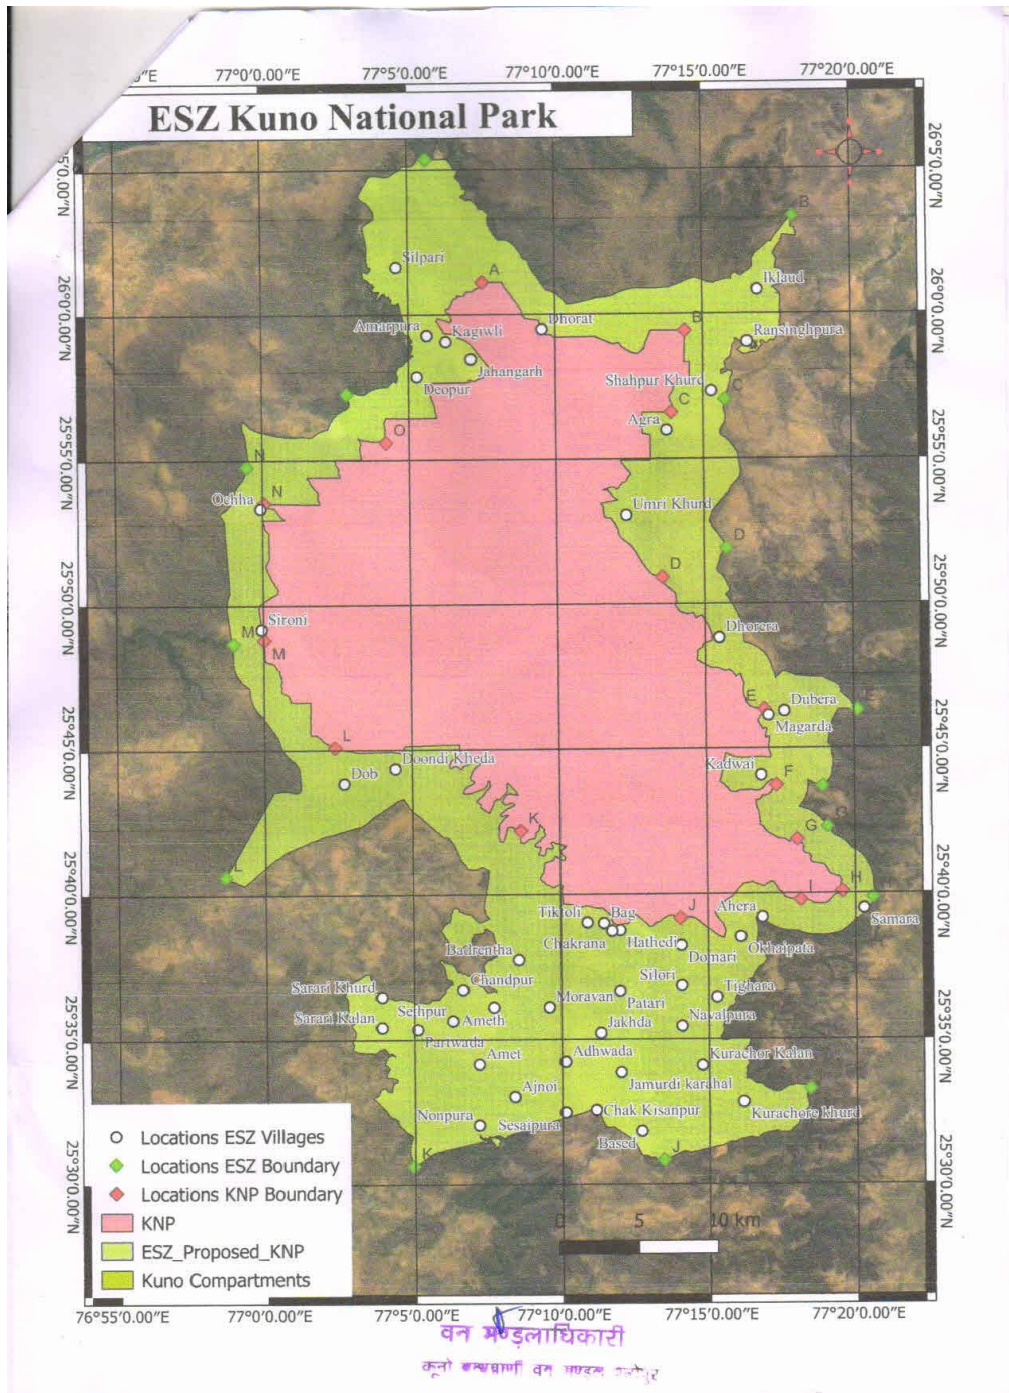 77°0'0.00"E 77°5'0.00"E 77°10'0.00"E 77°15'0.00"E 77°20'0.00"E
ESZ Kuno National Park
26°5'0.00"N
B
Silpari
A
Iklaud
26°0'0.00"N 26°0'0.00"N
Amarpura
Kagiwli
Dhorat
B
Ransinghpura
Jahangarh
Deopur
Shahpur Khurd
C
C
Agra
O
25°55'0.00"N 25°55'0.00"N
N
N
Ochha
Umri Khurd
D
D
25°50'0.00"N 25°50'0.00"N
Sironi
M
M
Dhorera
E
E
Dubera
Magarda
25°45'0.00"N 25°45'0.00"N
L
Doondi Kheda
Dob
Kadwai
F
K
G
G
L
25°40'0.00"N 25°40'0.00"N
H
I
Tiktoli
Bag
J
Ahera
Samara
Chakrana
Hathedi
Okhaipata
Domari
Badrentha
Chandpur
Silori
Sarari Khurd
Sethpur
Moravan
Patari
Tighara
Sarari Kalan
Ameth
Jakhda
Navalpura
Partwada
25°35'0.00"N 25°35'0.00"N
Amet
Adhwada
Kurachor Kalan
Jamurdi karahal
Ajnoi
Nonpura
Sesaipura
Chak Kisanpur
Kurachore khurd
Based
K
J
25°30'0.00"N 25°30'0.00"N
Locations ESZ Villages
Locations ESZ Boundary
Locations KNP Boundary
KNP
ESZ_Proposed_KNP
Kuno Compartments
0 5 10 km
76°55'0.00"E 77°0'0.00"E 77°5'0.00"E 77°10'0.00"E 77°15'0.00"E 77°20'0.00"E
वन मण्डलाधिकारी
कूनो वन्यप्राणी वन मण्डल